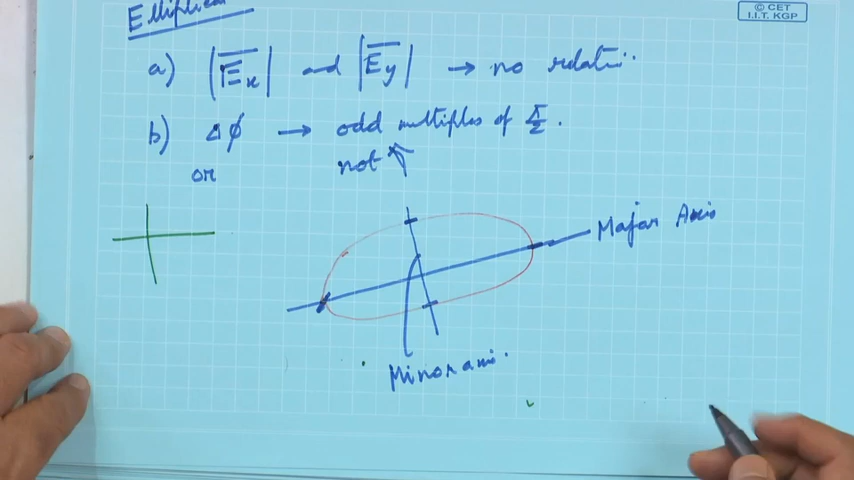 Elliptical
© CET
I.I.T. KGP
a) |Ex| and |Ey| → no relation.
b) Δϕ → odd multiples of π/2.
or not
Major Axis
Minor axis.